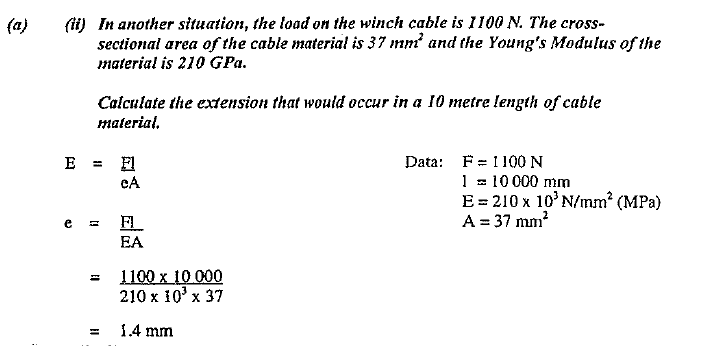 (a) (ii) In another situation, the load on the winch cable is 1100 N. The cross-
sectional area of the cable material is 37 mm² and the Young's Modulus of the
material is 210 GPa.
Calculate the extension that would occur in a 10 metre length of cable
material.
E = Fl
eA
Data: F = 1100 N
l = 10 000 mm
E = 210 x 10³ N/mm² (MPa)
A = 37 mm²
e = Fl
EA
= 1100 x 10 000
210 x 10³ x 37
= 1.4 mm